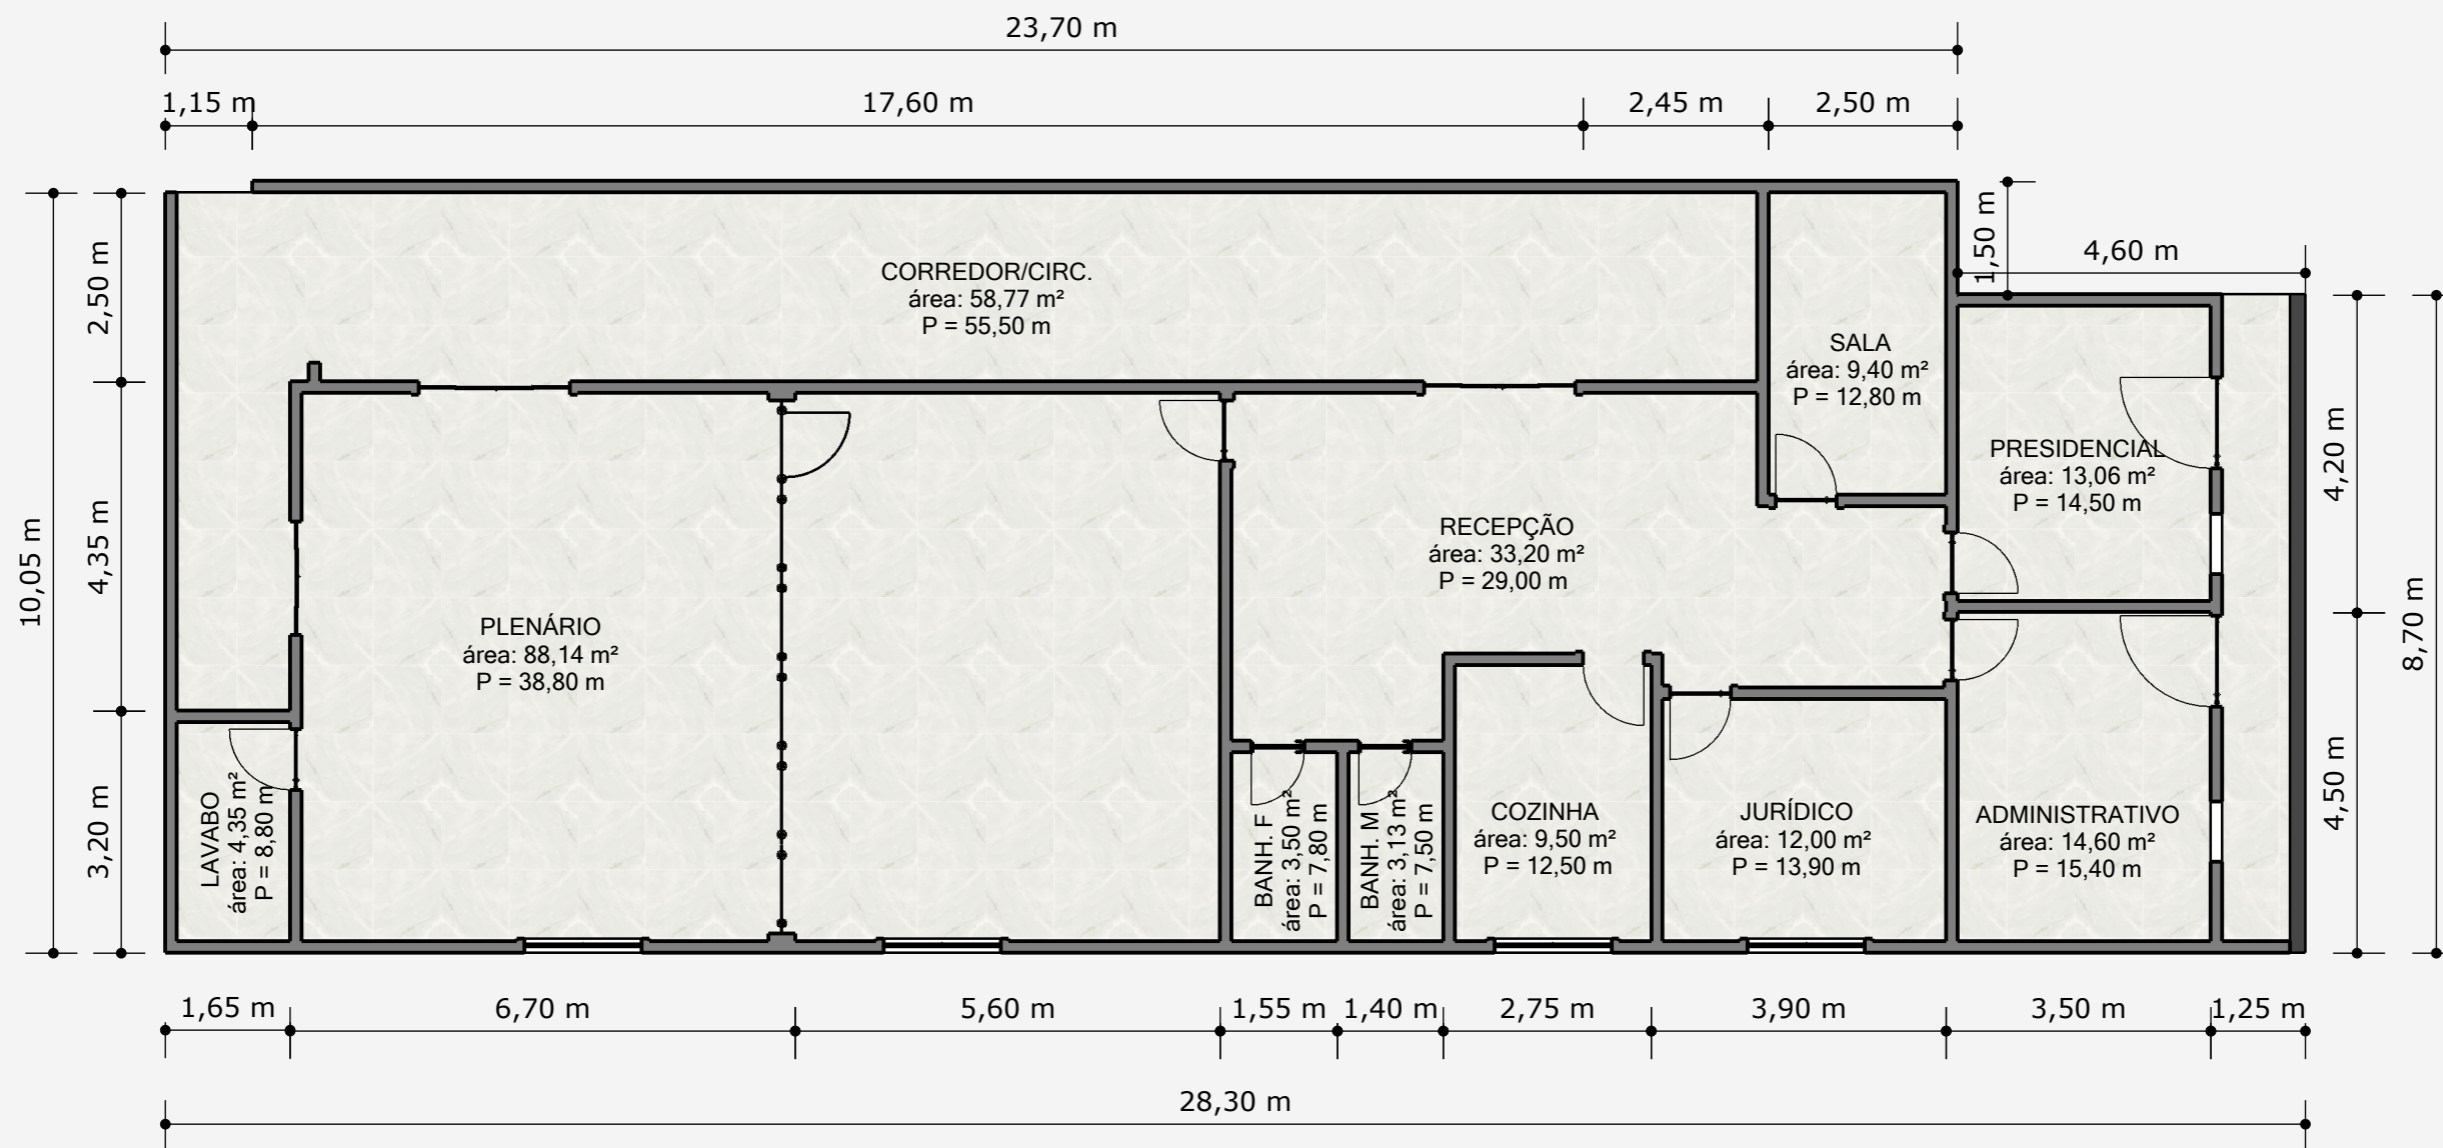 23,70 m
1,15 m
17,60 m
2,45 m
2,50 m
1,50 m
4,60 m
10,05 m
2,50 m
4,35 m
3,20 m
CORREDOR/CIRC.
área: 58,77 m²
P = 55,50 m
SALA
área: 9,40 m²
P = 12,80 m
PRESIDENCIAL
área: 13,06 m²
P = 14,50 m
RECEPÇÃO
área: 33,20 m²
P = 29,00 m
PLENÁRIO
área: 88,14 m²
P = 38,80 m
LAVABO
área: 4,35 m²
P = 8,80 m
BANH. F
área: 3,50 m²
P = 7,80 m
BANH. M
área: 3,13 m²
P = 7,50 m
COZINHA
área: 9,50 m²
P = 12,50 m
JURÍDICO
área: 12,00 m²
P = 13,90 m
ADMINISTRATIVO
área: 14,60 m²
P = 15,40 m
4,20 m
4,50 m
8,70 m
1,65 m
6,70 m
5,60 m
1,55 m
1,40 m
2,75 m
3,90 m
3,50 m
1,25 m
28,30 m